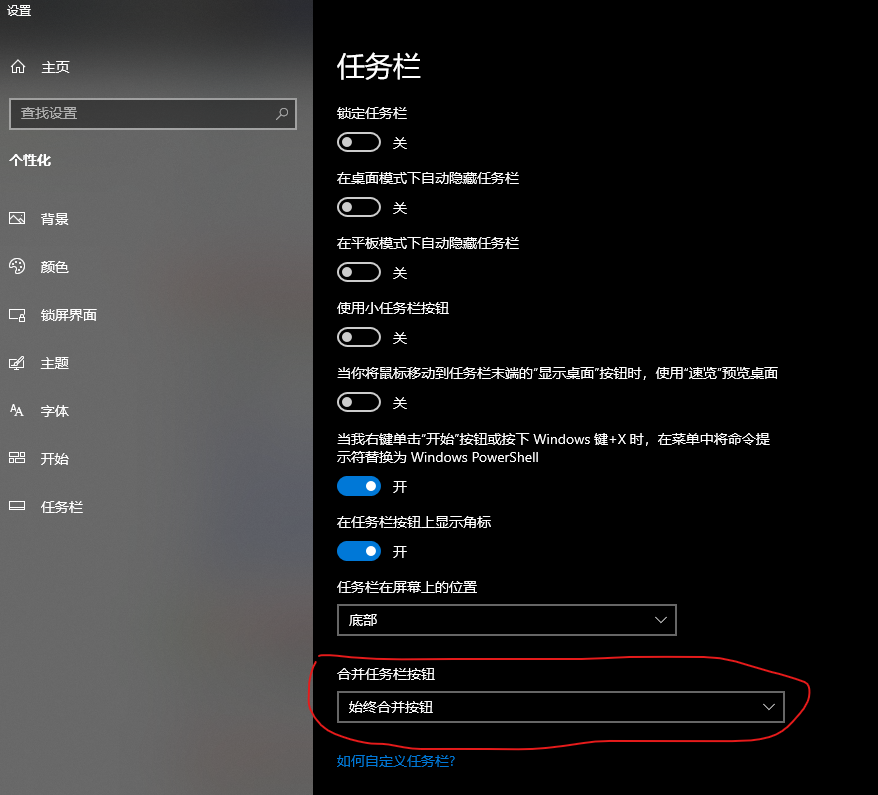 设置
主页
查找设置
个性化
背景
颜色
锁屏界面
主题
字体
开始
任务栏
任务栏
锁定任务栏
关
在桌面模式下自动隐藏任务栏
关
在平板模式下自动隐藏任务栏
关
使用小任务栏按钮
关
当你将鼠标移动到任务栏末端的"显示桌面"按钮时，使用"速览"预览桌面
关
当我右键单击"开始"按钮或按下 Windows 键+X 时，在菜单中将命令提
示符替换为 Windows PowerShell
开
在任务栏按钮上显示角标
开
任务栏在屏幕上的位置
底部
合并任务栏按钮
始终合并按钮
如何自定义任务栏?